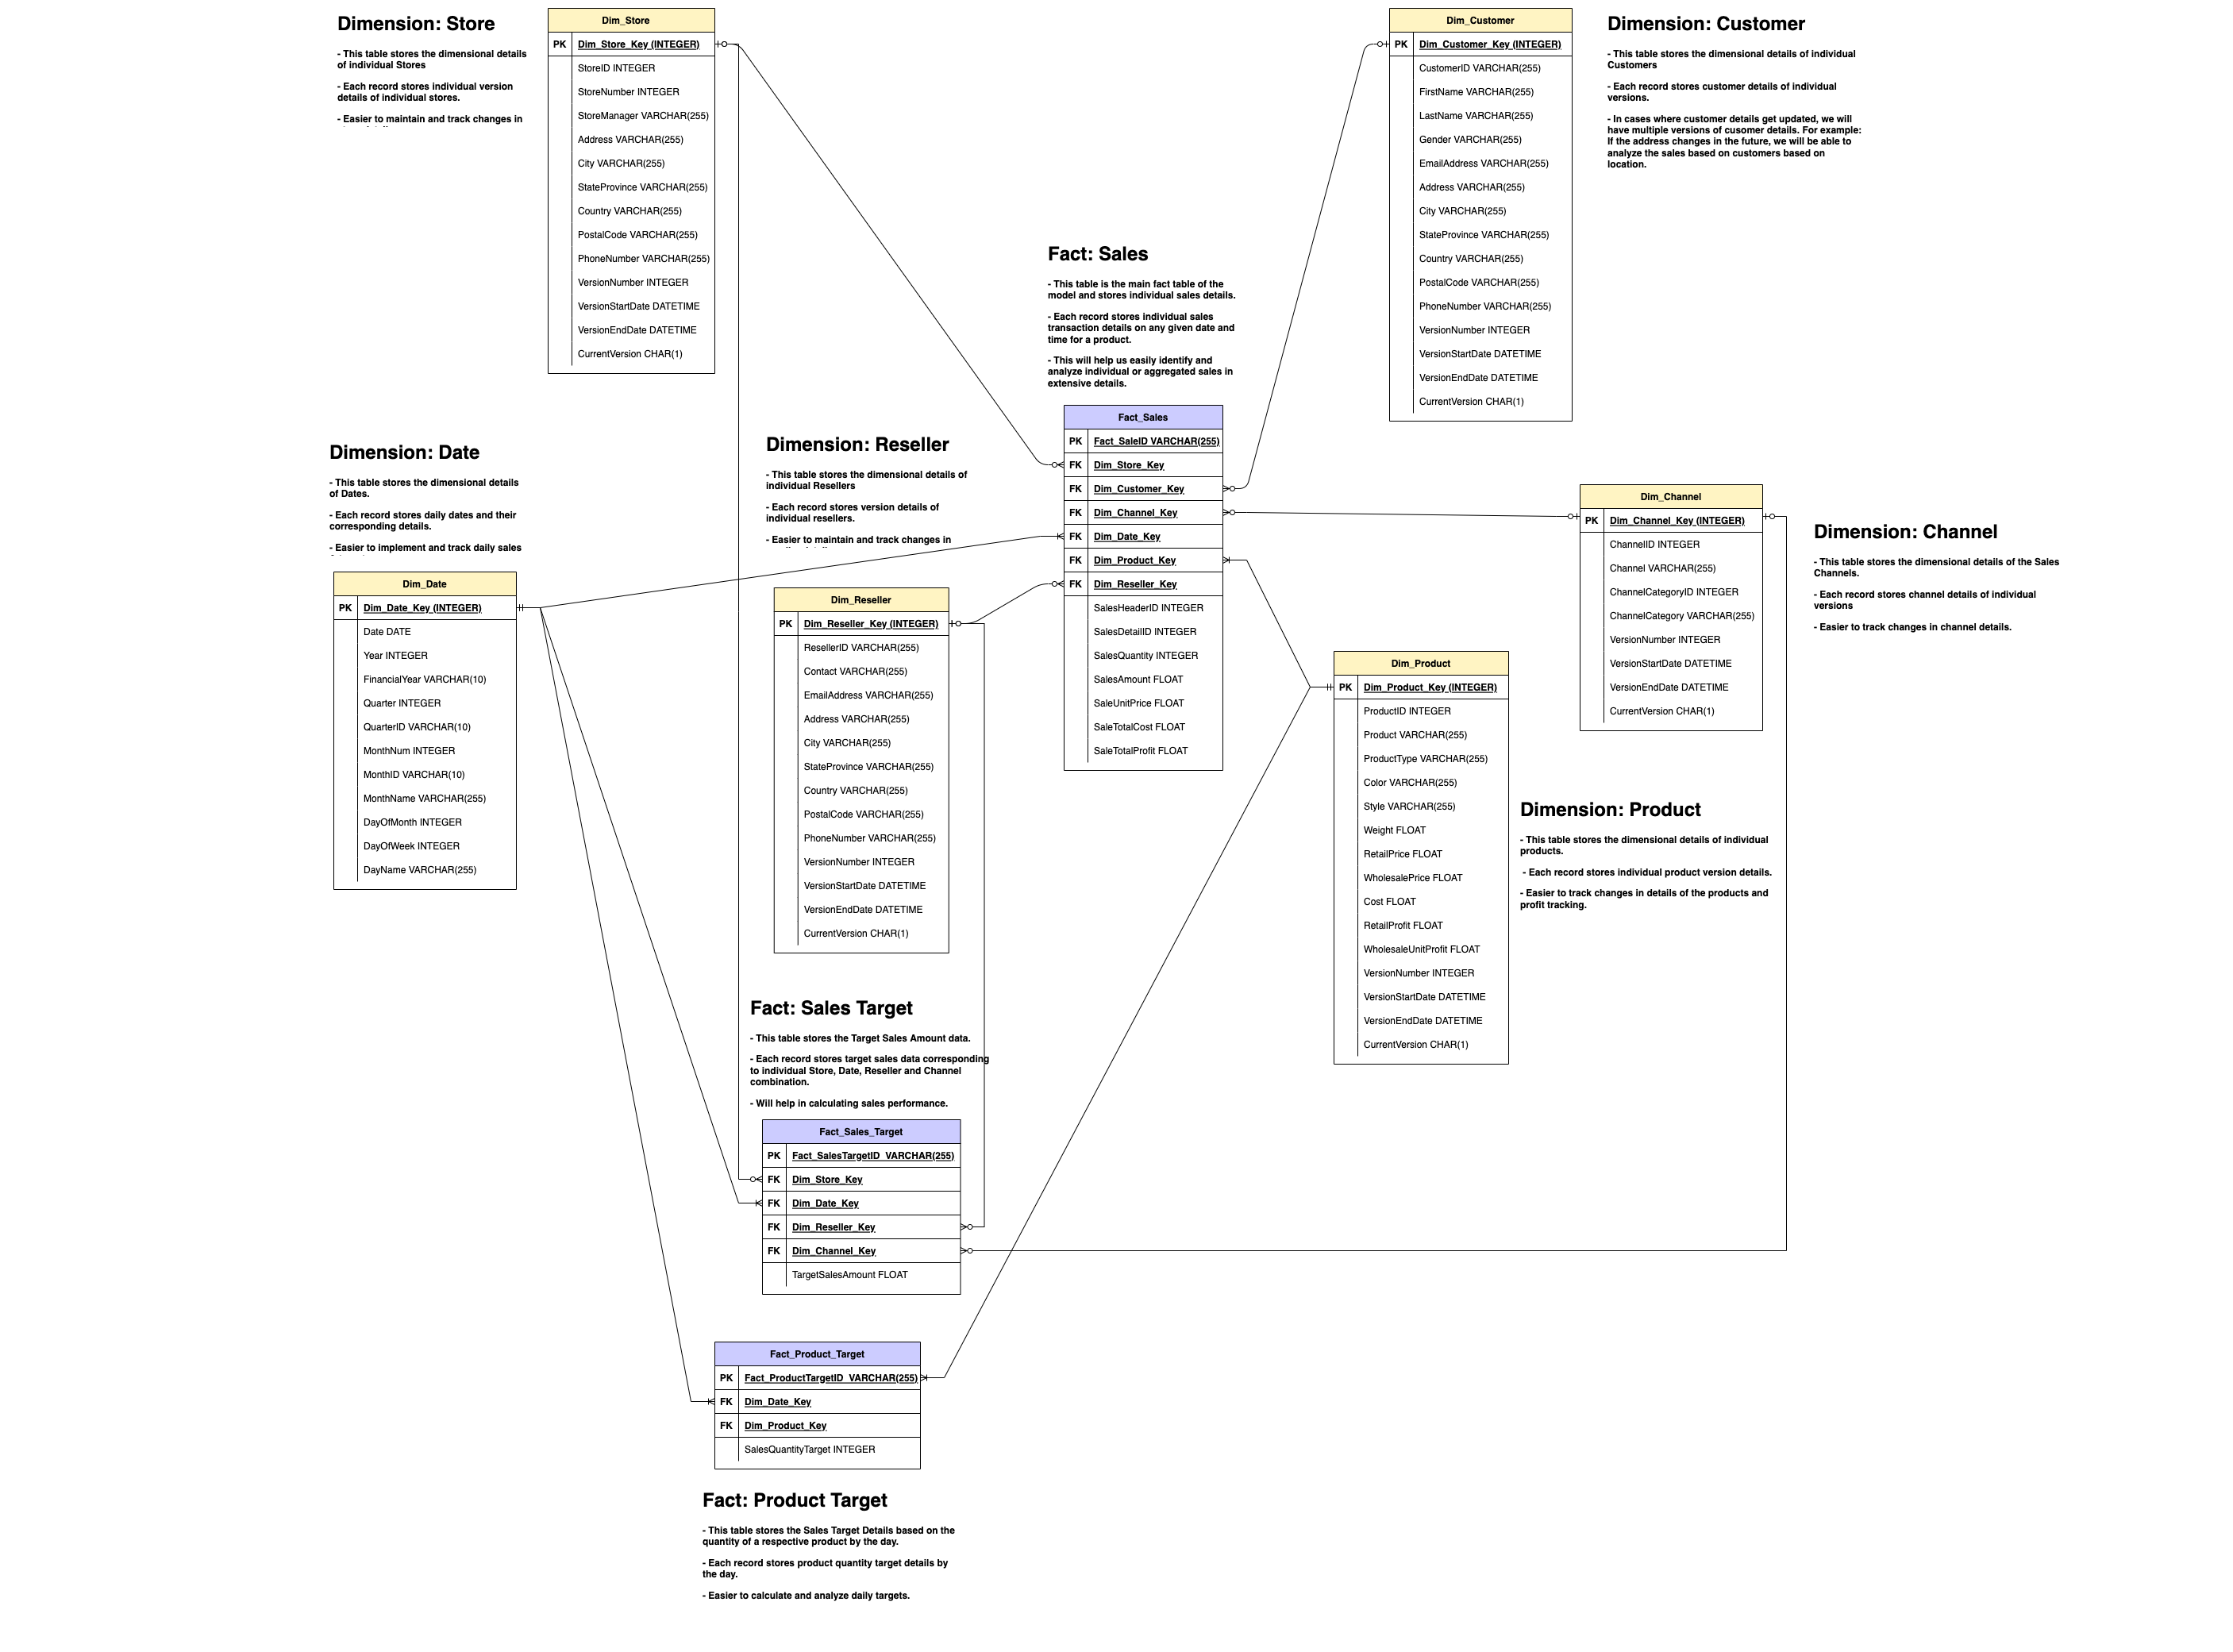 Dimension: Store
- This table stores the dimensional details
of individual Stores
- Each record stores individual version
details of individual stores.
- Easier to maintain and track changes in
Dim_Store
PK Dim_Store_Key (INTEGER)
StoreID INTEGER
StoreNumber INTEGER
StoreManager VARCHAR(255)
Address VARCHAR(255)
City VARCHAR(255)
StateProvince VARCHAR(255)
Country VARCHAR(255)
PostalCode VARCHAR(255)
PhoneNumber VARCHAR(255)
VersionNumber INTEGER
VersionStartDate DATETIME
VersionEndDate DATETIME
CurrentVersion CHAR(1)
Dim_Customer
PK Dim_Customer_Key (INTEGER)
CustomerID VARCHAR(255)
FirstName VARCHAR(255)
LastName VARCHAR(255)
Gender VARCHAR(255)
EmailAddress VARCHAR(255)
Address VARCHAR(255)
City VARCHAR(255)
StateProvince VARCHAR(255)
Country VARCHAR(255)
PostalCode VARCHAR(255)
PhoneNumber VARCHAR(255)
VersionNumber INTEGER
VersionStartDate DATETIME
VersionEndDate DATETIME
CurrentVersion CHAR(1)
Dimension: Customer
- This table stores the dimensional details of individual
Customers
- Each record stores customer details of individual
versions.
- In cases where customer details get updated, we will
have multiple versions of cusomer details. For example:
If the address changes in the future, we will be able to
analyze the sales based on customers based on
location.
Fact: Sales
- This table is the main fact table of the
model and stores individual sales details.
- Each record stores individual sales
transaction details on any given date and
time for a product.
- This will help us easily identify and
analyze individual or aggregated sales in
extensive details.
Fact_Sales
PK Fact_SaleID VARCHAR(255)
FK Dim_Store_Key
FK Dim_Customer_Key
FK Dim_Channel_Key
FK Dim_Date_Key
FK Dim_Product_Key
FK Dim_Reseller_Key
SalesHeaderID INTEGER
SalesDetailID INTEGER
SalesQuantity INTEGER
SalesAmount FLOAT
SaleUnitPrice FLOAT
SaleTotalCost FLOAT
SaleTotalProfit FLOAT
Dimension: Date
- This table stores the dimensional details
of Dates.
- Each record stores daily dates and their
corresponding details.
- Easier to implement and track daily sales
Dim_Date
PK Dim_Date_Key (INTEGER)
Date DATE
Year INTEGER
FinancialYear VARCHAR(10)
Quarter INTEGER
QuarterID VARCHAR(10)
MonthNum INTEGER
MonthID VARCHAR(10)
MonthName VARCHAR(255)
DayOfMonth INTEGER
DayOfWeek INTEGER
DayName VARCHAR(255)
Dimension: Reseller
- This table stores the dimensional details of
individual Resellers
- Each record stores version details of
individual resellers.
- Easier to maintain and track changes in
Dim_Reseller
PK Dim_Reseller_Key (INTEGER)
ResellerID VARCHAR(255)
Contact VARCHAR(255)
EmailAddress VARCHAR(255)
Address VARCHAR(255)
City VARCHAR(255)
StateProvince VARCHAR(255)
Country VARCHAR(255)
PostalCode VARCHAR(255)
PhoneNumber VARCHAR(255)
VersionNumber INTEGER
VersionStartDate DATETIME
VersionEndDate DATETIME
CurrentVersion CHAR(1)
Dim_Channel
PK Dim_Channel_Key (INTEGER)
ChannelID INTEGER
Channel VARCHAR(255)
ChannelCategoryID INTEGER
ChannelCategory VARCHAR(255)
VersionNumber INTEGER
VersionStartDate DATETIME
VersionEndDate DATETIME
CurrentVersion CHAR(1)
Dimension: Channel
- This table stores the dimensional details of the Sales
Channels.
- Each record stores channel details of individual
versions
- Easier to track changes in channel details.
Dim_Product
PK Dim_Product_Key (INTEGER)
ProductID INTEGER
Product VARCHAR(255)
ProductType VARCHAR(255)
Color VARCHAR(255)
Style VARCHAR(255)
Weight FLOAT
RetailPrice FLOAT
WholesalePrice FLOAT
Cost FLOAT
RetailProfit FLOAT
WholesaleUnitProfit FLOAT
VersionNumber INTEGER
VersionStartDate DATETIME
VersionEndDate DATETIME
CurrentVersion CHAR(1)
Dimension: Product
- This table stores the dimensional details of individual
products.
- Each record stores individual product version details.
- Easier to track changes in details of the products and
profit tracking.
Fact: Sales Target
- This table stores the Target Sales Amount data.
- Each record stores target sales data corresponding
to individual Store, Date, Reseller and Channel
combination.
- Will help in calculating sales performance.
Fact_Sales_Target
PK Fact_SalesTargetID VARCHAR(255)
FK Dim_Store_Key
FK Dim_Date_Key
FK Dim_Reseller_Key
FK Dim_Channel_Key
TargetSalesAmount FLOAT
Fact_Product_Target
PK Fact_ProductTargetID VARCHAR(255)
FK Dim_Date_Key
FK Dim_Product_Key
SalesQuantityTarget INTEGER
Fact: Product Target
- This table stores the Sales Target Details based on the
quantity of a respective product by the day.
- Each record stores product quantity target details by
the day.
- Easier to calculate and analyze daily targets.